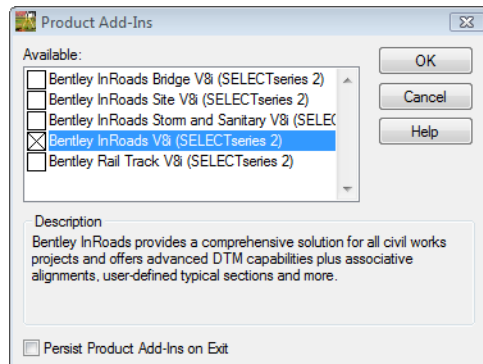 Product Add-Ins
Available:
OK
Bentley InRoads Bridge V8i (SELECTseries 2)
Bentley InRoads Site V8i (SELECTseries 2)
Cancel
Bentley InRoads Storm and Sanitary V8i (SELEC
Bentley InRoads V8i (SELECTseries 2)
Help
Bentley Rail Track V8i (SELECTseries 2)
Description
Bentley InRoads provides a comprehensive solution for all civil works
projects and offers advanced DTM capabilities plus associative
alignments, user-defined typical sections and more.
Persist Product Add-Ins on Exit